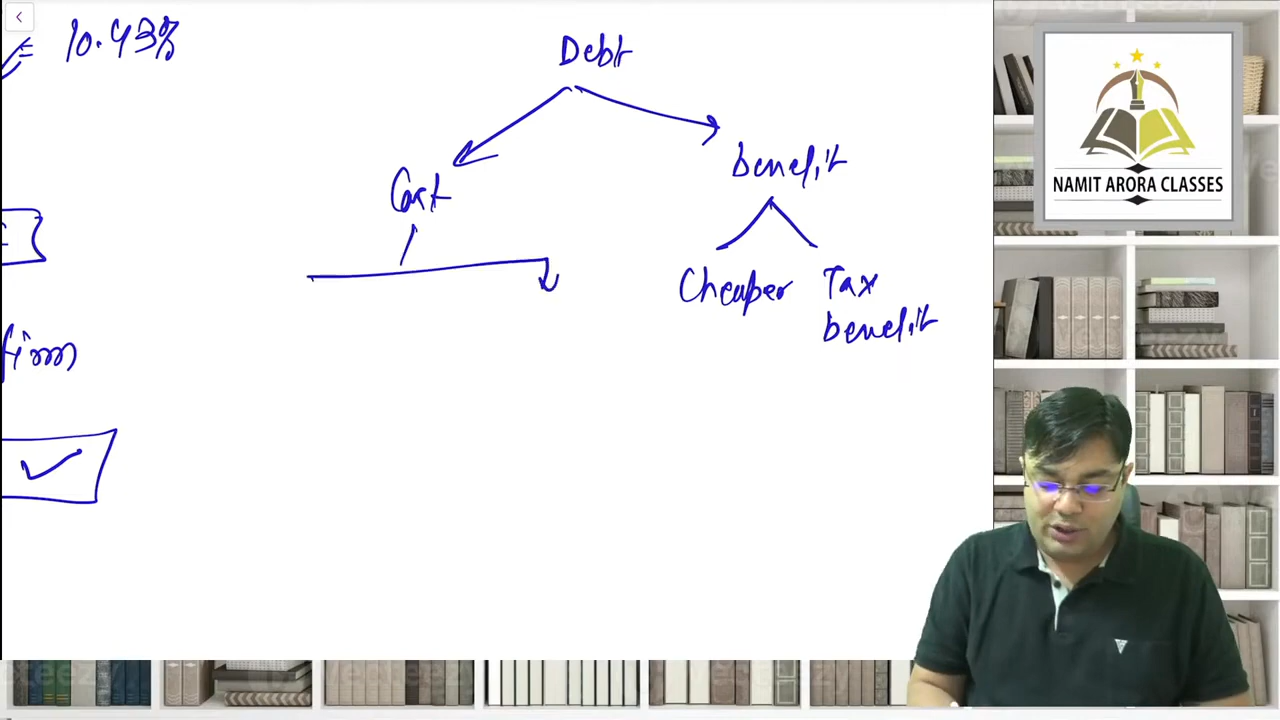 10.43%
Debt
Cost
benefit
Cheaper
Tax
benefit
firm
NAMIT ARORA CLASSES